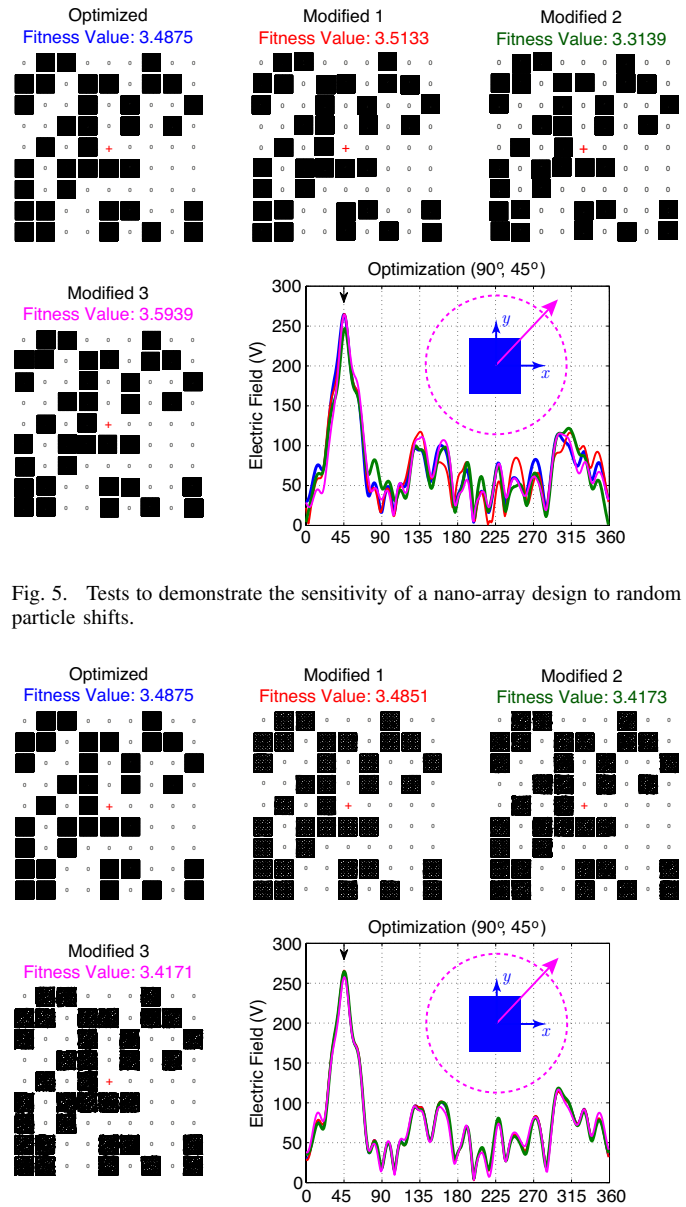 Optimized
Fitness Value: 3.4875
Modified 1
Fitness Value: 3.5133
Modified 2
Fitness Value: 3.3139
Modified 3
Fitness Value: 3.5939
Optimization (90°, 45°)
Electric Field (V)
300
250
200
150
100
50
0
y
x
0 45 90 135 180 225 270 315 360
Fig. 5. Tests to demonstrate the sensitivity of a nano-array design to random
particle shifts.
Optimized
Fitness Value: 3.4875
Modified 1
Fitness Value: 3.4851
Modified 2
Fitness Value: 3.4173
Modified 3
Fitness Value: 3.4171
Optimization (90°, 45°)
Electric Field (V)
300
250
200
150
100
50
0
y
x
0 45 90 135 180 225 270 315 360